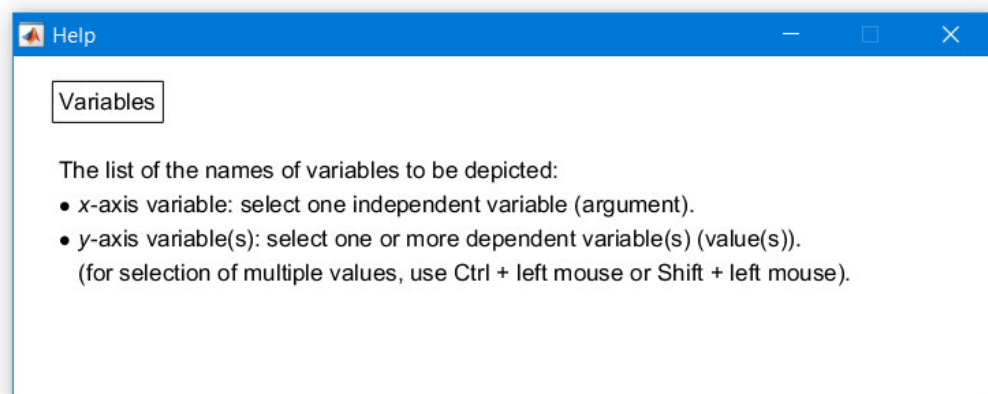 Help
Variables
The list of the names of variables to be depicted:
• x-axis variable: select one independent variable (argument).
• y-axis variable(s): select one or more dependent variable(s) (value(s)).
(for selection of multiple values, use Ctrl + left mouse or Shift + left mouse).